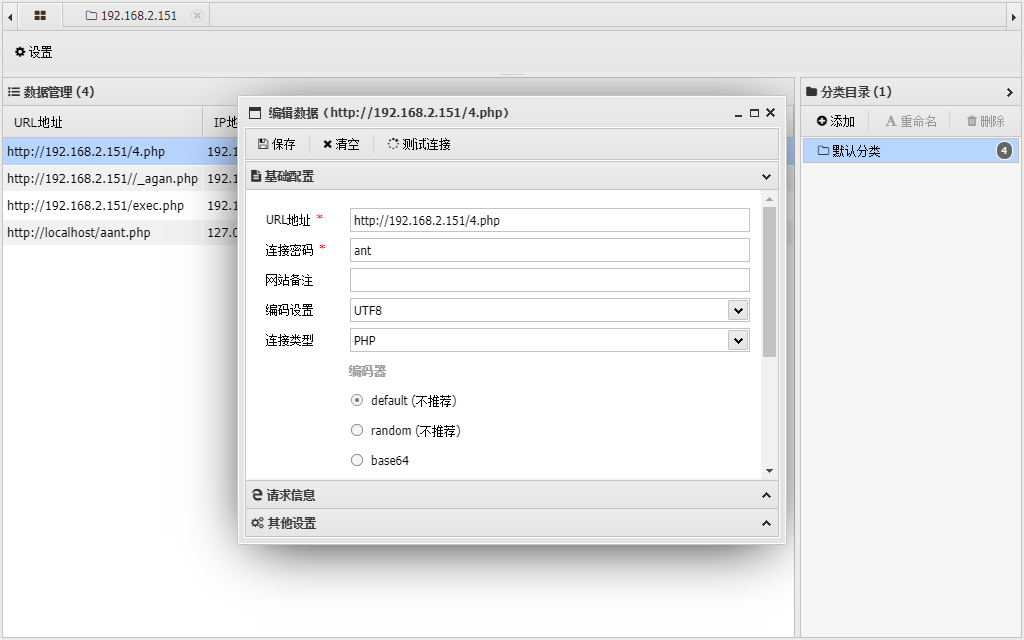 192.168.2.151
设置
数据管理 (4)
分类目录 (1)
URL地址
IP地
添加
重命名
删除
http://192.168.2.151/4.php
192.1
默认分类
4
http://192.168.2.151//_agan.php
192.1
http://192.168.2.151/exec.php
192.1
http://localhost/aant.php
127.0
编辑数据 (http://192.168.2.151/4.php)
保存
清空
测试连接
基础配置
URL地址 *
http://192.168.2.151/4.php
连接密码 *
ant
网站备注
编码设置
UTF8
连接类型
PHP
编码器
default (不推荐)
random (不推荐)
base64
请求信息
其他设置